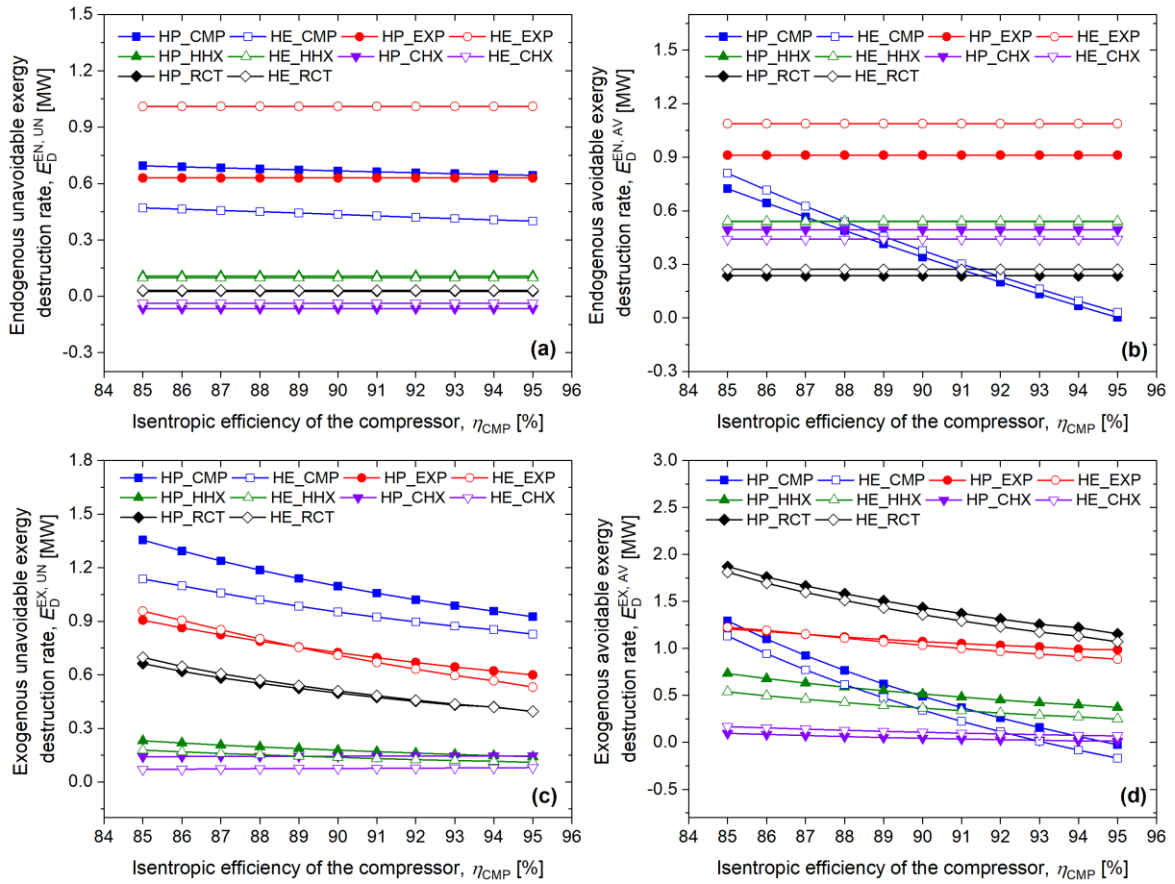 1.5
1.2
0.9
0.6
0.3
0.0
-0.3
Endogenous unavoidable exergy
destruction rate, E_D^EN, UN [MW]
HP_CMP HE_CMP HP_EXP HE_EXP
HP_HHX HE_HHX HP_CHX HE_CHX
HP_RCT HE_RCT
(a)
84 85 86 87 88 89 90 91 92 93 94 95 96
Isentropic efficiency of the compressor, η_CMP [%]
1.5
1.2
0.9
0.6
0.3
0.0
-0.3
Endogenous avoidable exergy
destruction rate, E_D^EN, AV [MW]
HP_CMP HE_CMP HP_EXP HE_EXP
HP_HHX HE_HHX HP_CHX HE_CHX
HP_RCT HE_RCT
(b)
84 85 86 87 88 89 90 91 92 93 94 95 96
Isentropic efficiency of the compressor, η_CMP [%]
1.8
1.5
1.2
0.9
0.6
0.3
0.0
Exogenous unavoidable exergy
destruction rate, E_D^EX, UN [MW]
HP_CMP HE_CMP HP_EXP HE_EXP
HP_HHX HE_HHX HP_CHX HE_CHX
HP_RCT HE_RCT
(c)
84 85 86 87 88 89 90 91 92 93 94 95 96
Isentropic efficiency of the compressor, η_CMP [%]
3.0
2.5
2.0
1.5
1.0
0.5
0.0
-0.5
Exogenous avoidable exergy
destruction rate, E_D^EX, AV [MW]
HP_CMP HE_CMP HP_EXP HE_EXP
HP_HHX HE_HHX HP_CHX HE_CHX
HP_RCT HE_RCT
(d)
84 85 86 87 88 89 90 91 92 93 94 95 96
Isentropic efficiency of the compressor, η_CMP [%]